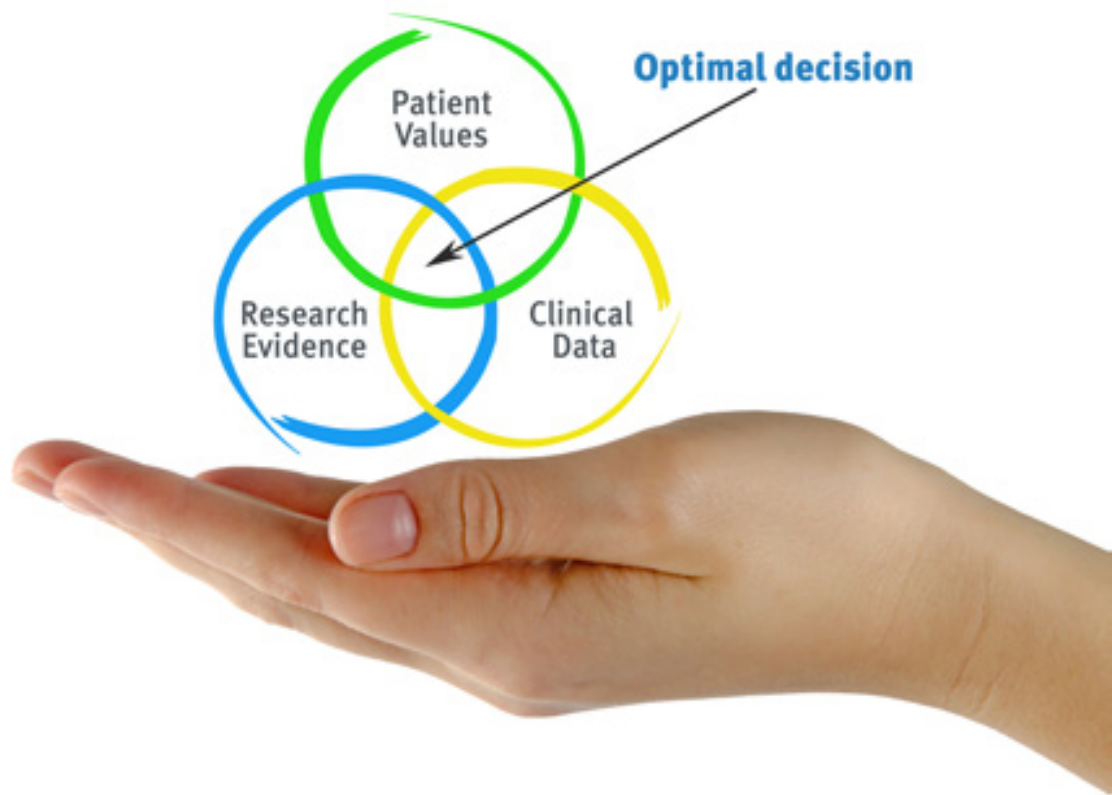 Optimal decision
Patient
Values
Research
Evidence
Clinical
Data